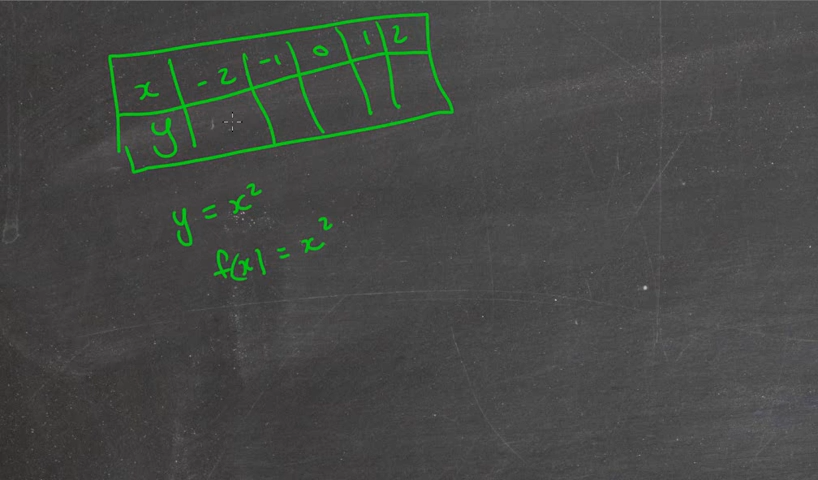 x -2 -1 0 1 2
y
y = x²
f(x) = x²